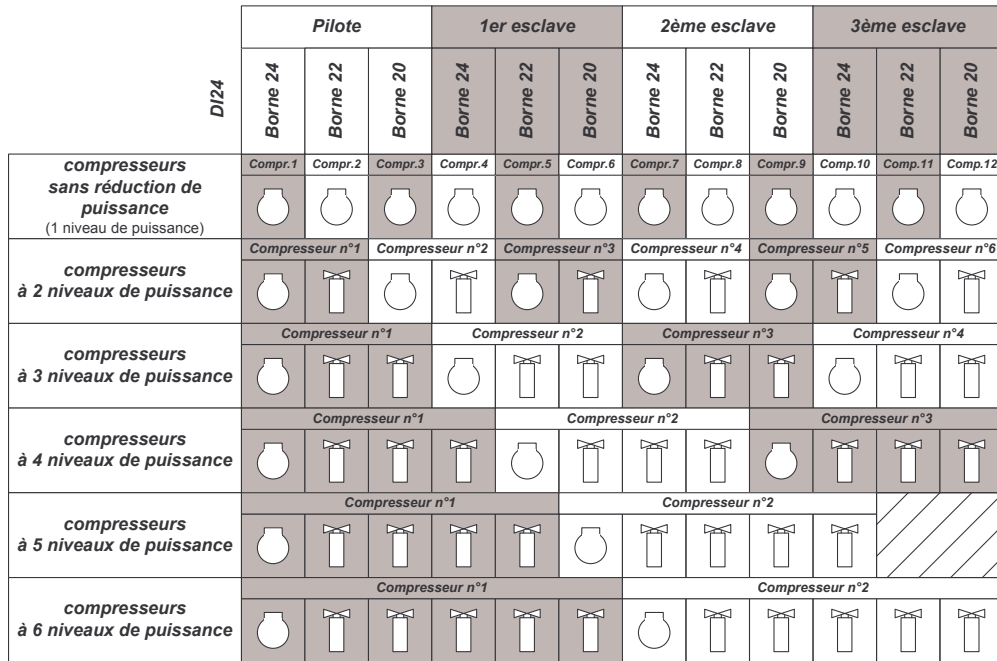 Pilote 1er esclave 2ème esclave 3ème esclave
DI24
Borne 24 Borne 22 Borne 20 Borne 24 Borne 22 Borne 20 Borne 24 Borne 22 Borne 20 Borne 24 Borne 22 Borne 20
compresseurs
sans réduction de
puissance
(1 niveau de puissance)
Compr.1 Compr.2 Compr.3 Compr.4 Compr.5 Compr.6 Compr.7 Compr.8 Compr.9 Comp.10 Comp.11 Comp.12
compresseurs
à 2 niveaux de puissance
Compresseur n°1 Compresseur n°2 Compresseur n°3 Compresseur n°4 Compresseur n°5 Compresseur n°6
compresseurs
à 3 niveaux de puissance
Compresseur n°1 Compresseur n°2 Compresseur n°3 Compresseur n°4
compresseurs
à 4 niveaux de puissance
Compresseur n°1 Compresseur n°2 Compresseur n°3
compresseurs
à 5 niveaux de puissance
Compresseur n°1 Compresseur n°2
compresseurs
à 6 niveaux de puissance
Compresseur n°1 Compresseur n°2